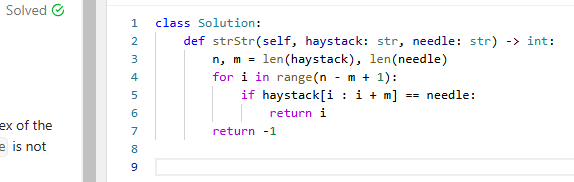 Solved
1 class Solution:
2     def strStr(self, haystack: str, needle: str) -> int:
3         n, m = len(haystack), len(needle)
4         for i in range(n - m + 1):
5             if haystack[i : i + m] == needle:
6                 return i
7         return -1
8
9
ex of the
e is not